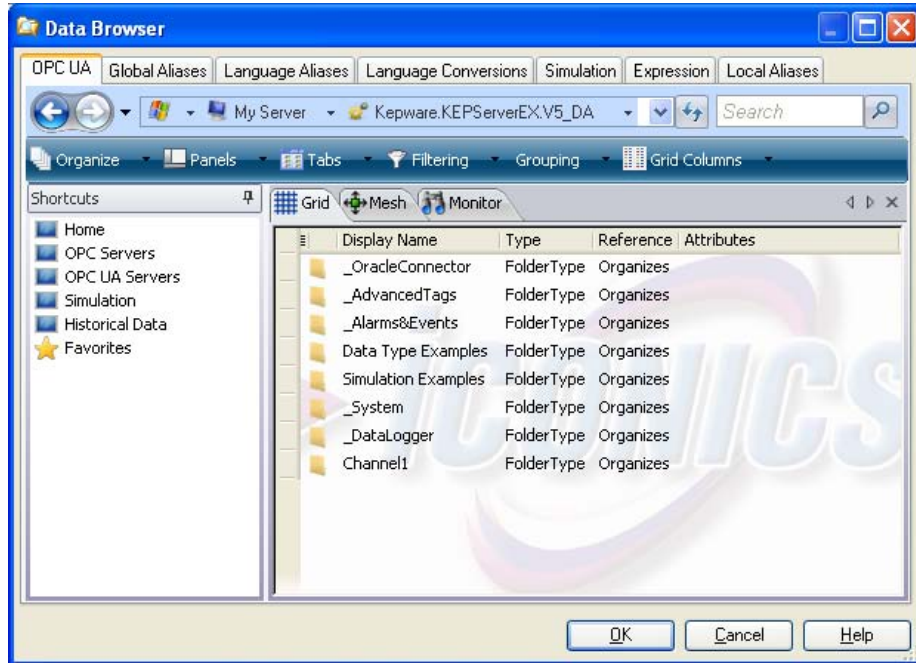 Data Browser
OPC UA Global Aliases Language Aliases Language Conversions Simulation Expression Local Aliases
My Server Kepware.KEPServerEX.V5_DA Search
Organize Panels Tabs Filtering Grouping Grid Columns
Shortcuts
Home
OPC Servers
OPC UA Servers
Simulation
Historical Data
Favorites
Grid Mesh Monitor
Display Name Type Reference Attributes
_OracleConnector FolderType Organizes
_AdvancedTags FolderType Organizes
_Alarms&Events FolderType Organizes
Data Type Examples FolderType Organizes
Simulation Examples FolderType Organizes
_System FolderType Organizes
_DataLogger FolderType Organizes
Channel1 FolderType Organizes
ICONICS
OK Cancel Help